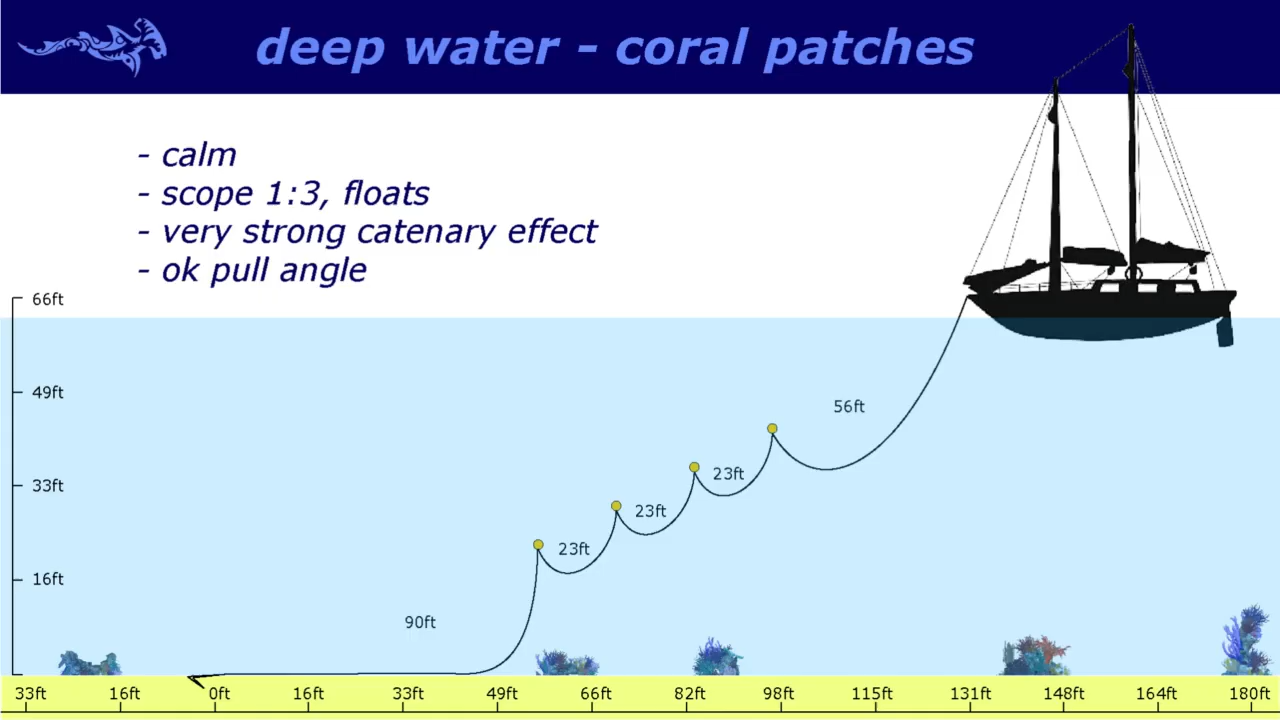 deep water - coral patches
- calm
- scope 1:3, floats
- very strong catenary effect
- ok pull angle
66ft
49ft
56ft
23ft
33ft
23ft
23ft
16ft
90ft
33ft 16ft 0ft 16ft 33ft 49ft 66ft 82ft 98ft 115ft 131ft 148ft 164ft 180ft